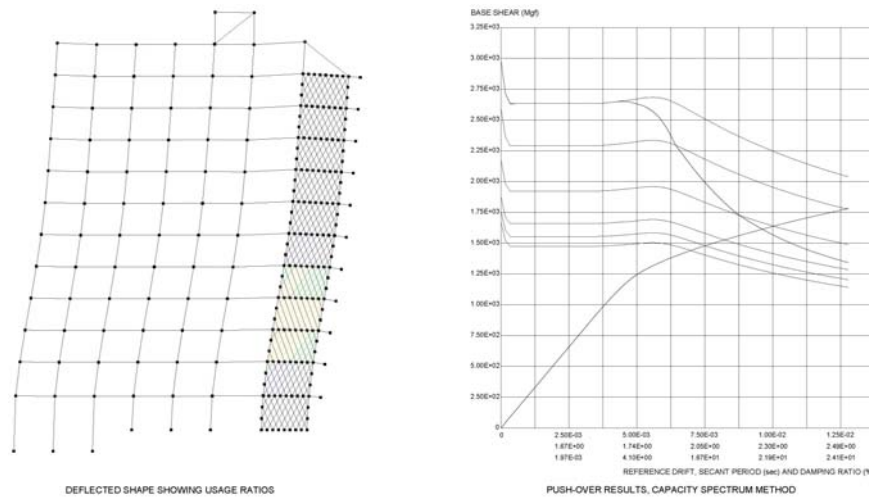 BASE SHEAR (Mgf)
3.25E+03
3.00E+03
2.75E+03
2.50E+03
2.25E+03
2.00E+03
1.75E+03
1.50E+03
1.25E+03
1.00E+03
7.50E+02
5.00E+02
2.50E+02
0
0 2.50E-03 5.00E-03 7.50E-03 1.00E-02 1.25E-02
1.67E+00 1.74E+00 2.05E+00 2.30E+00 2.49E+00
1.97E-03 4.10E+00 1.67E+01 2.19E+01 2.41E+01
REFERENCE DRIFT, SECANT PERIOD (sec) AND DAMPING RATIO (%
DEFLECTED SHAPE SHOWING USAGE RATIOS
PUSH-OVER RESULTS, CAPACITY SPECTRUM METHOD